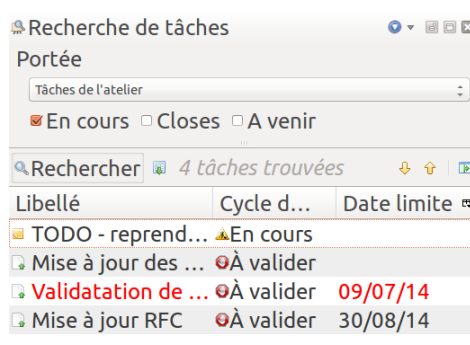 Recherche de tâches
Portée
Tâches de l'atelier
En cours Closes A venir
Rechercher 4 tâches trouvées
Libellé Cycle d... Date limite
TODO - reprend... En cours
Mise à jour des ... À valider
Validatation de ... À valider 09/07/14
Mise à jour RFC À valider 30/08/14